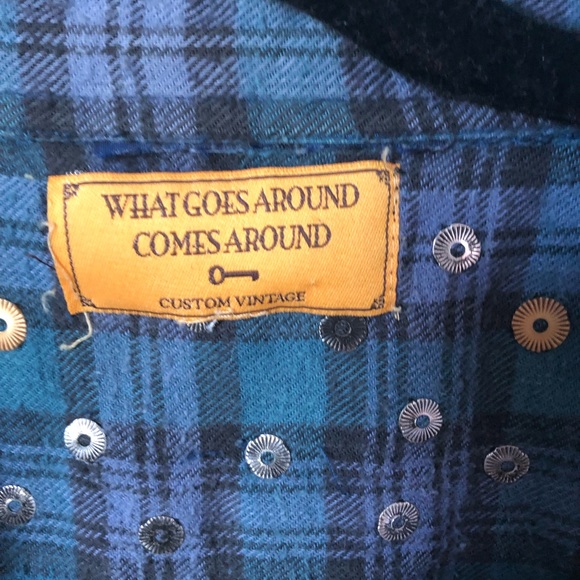 WHAT GOES AROUND
COMES AROUND
CUSTOM VINTAGE